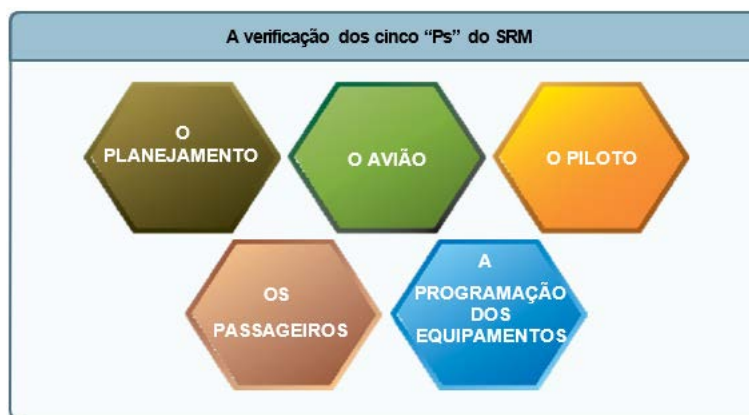 A verificação dos cinco “Ps” do SRM
O
PLANEJAMENTO
O AVIÃO
O PILOTO
OS
PASSAGEIROS
A
PROGRAMAÇÃO
DOS
EQUIPAMENTOS